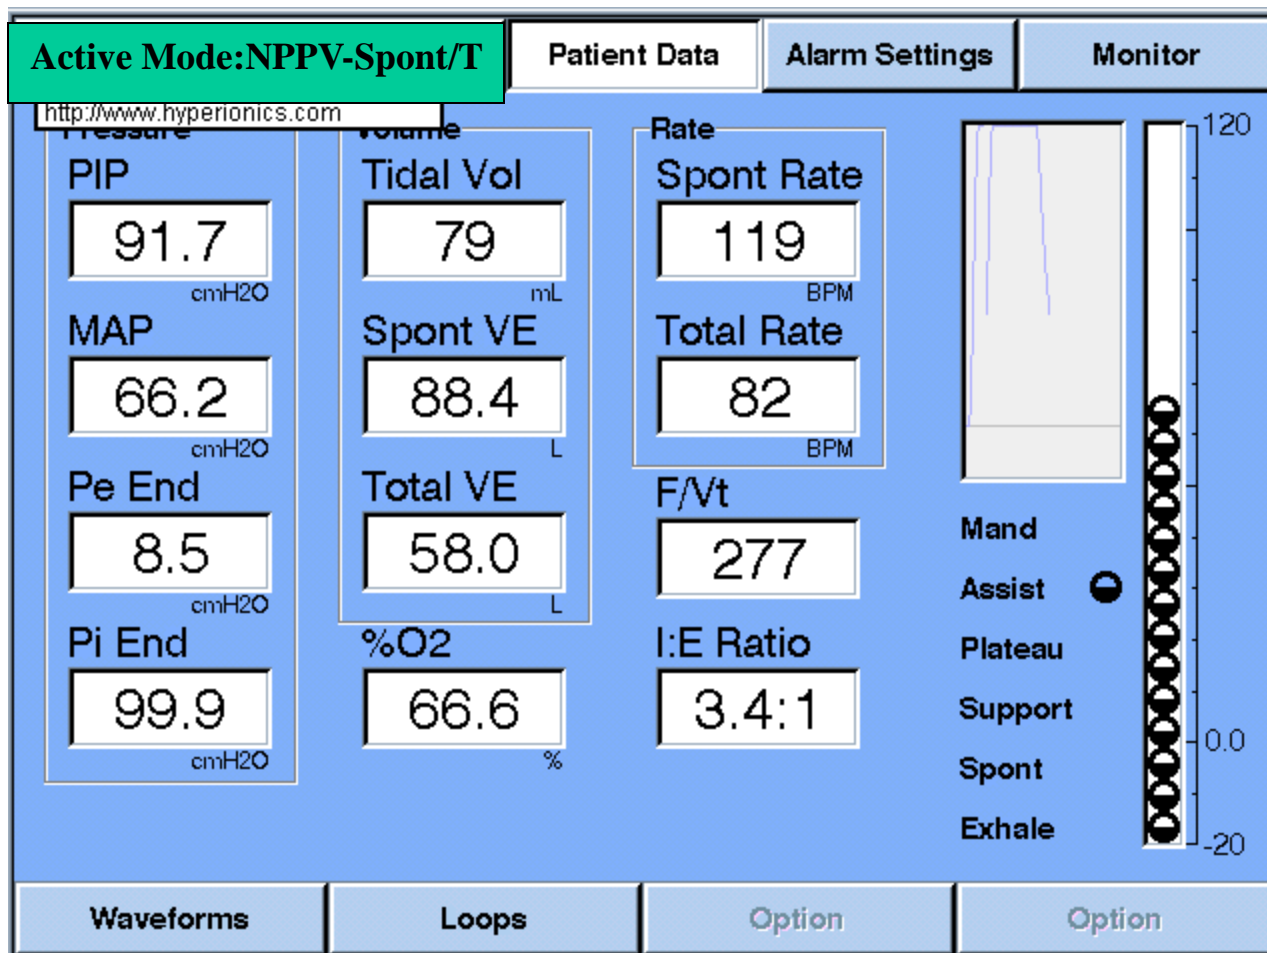 Active Mode:NPPV-Spont/T
Patient Data
Alarm Settings
Monitor
http://www.hyperionics.com
Pressure
PIP
91.7
cmH2O
MAP
66.2
cmH2O
Pe End
8.5
cmH2O
Pi End
99.9
cmH2O
Volume
Tidal Vol
79
mL
Spont VE
88.4
L
Total VE
58.0
L
%O2
66.6
%
Rate
Spont Rate
119
BPM
Total Rate
82
BPM
F/Vt
277
I:E Ratio
3.4:1
120
0.0
-20
Mand
Assist
Plateau
Support
Spont
Exhale
Waveforms
Loops
Option
Option